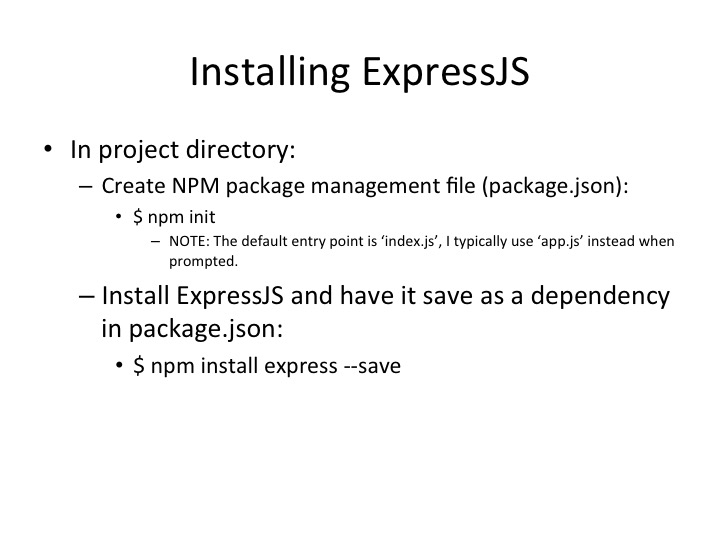 Installing ExpressJS
• In project directory:
– Create NPM package management file (package.json):
• $ npm init
– NOTE: The default entry point is ‘index.js’, I typically use ‘app.js’ instead when
prompted.
– Install ExpressJS and have it save as a dependency
in package.json:
• $ npm install express --save